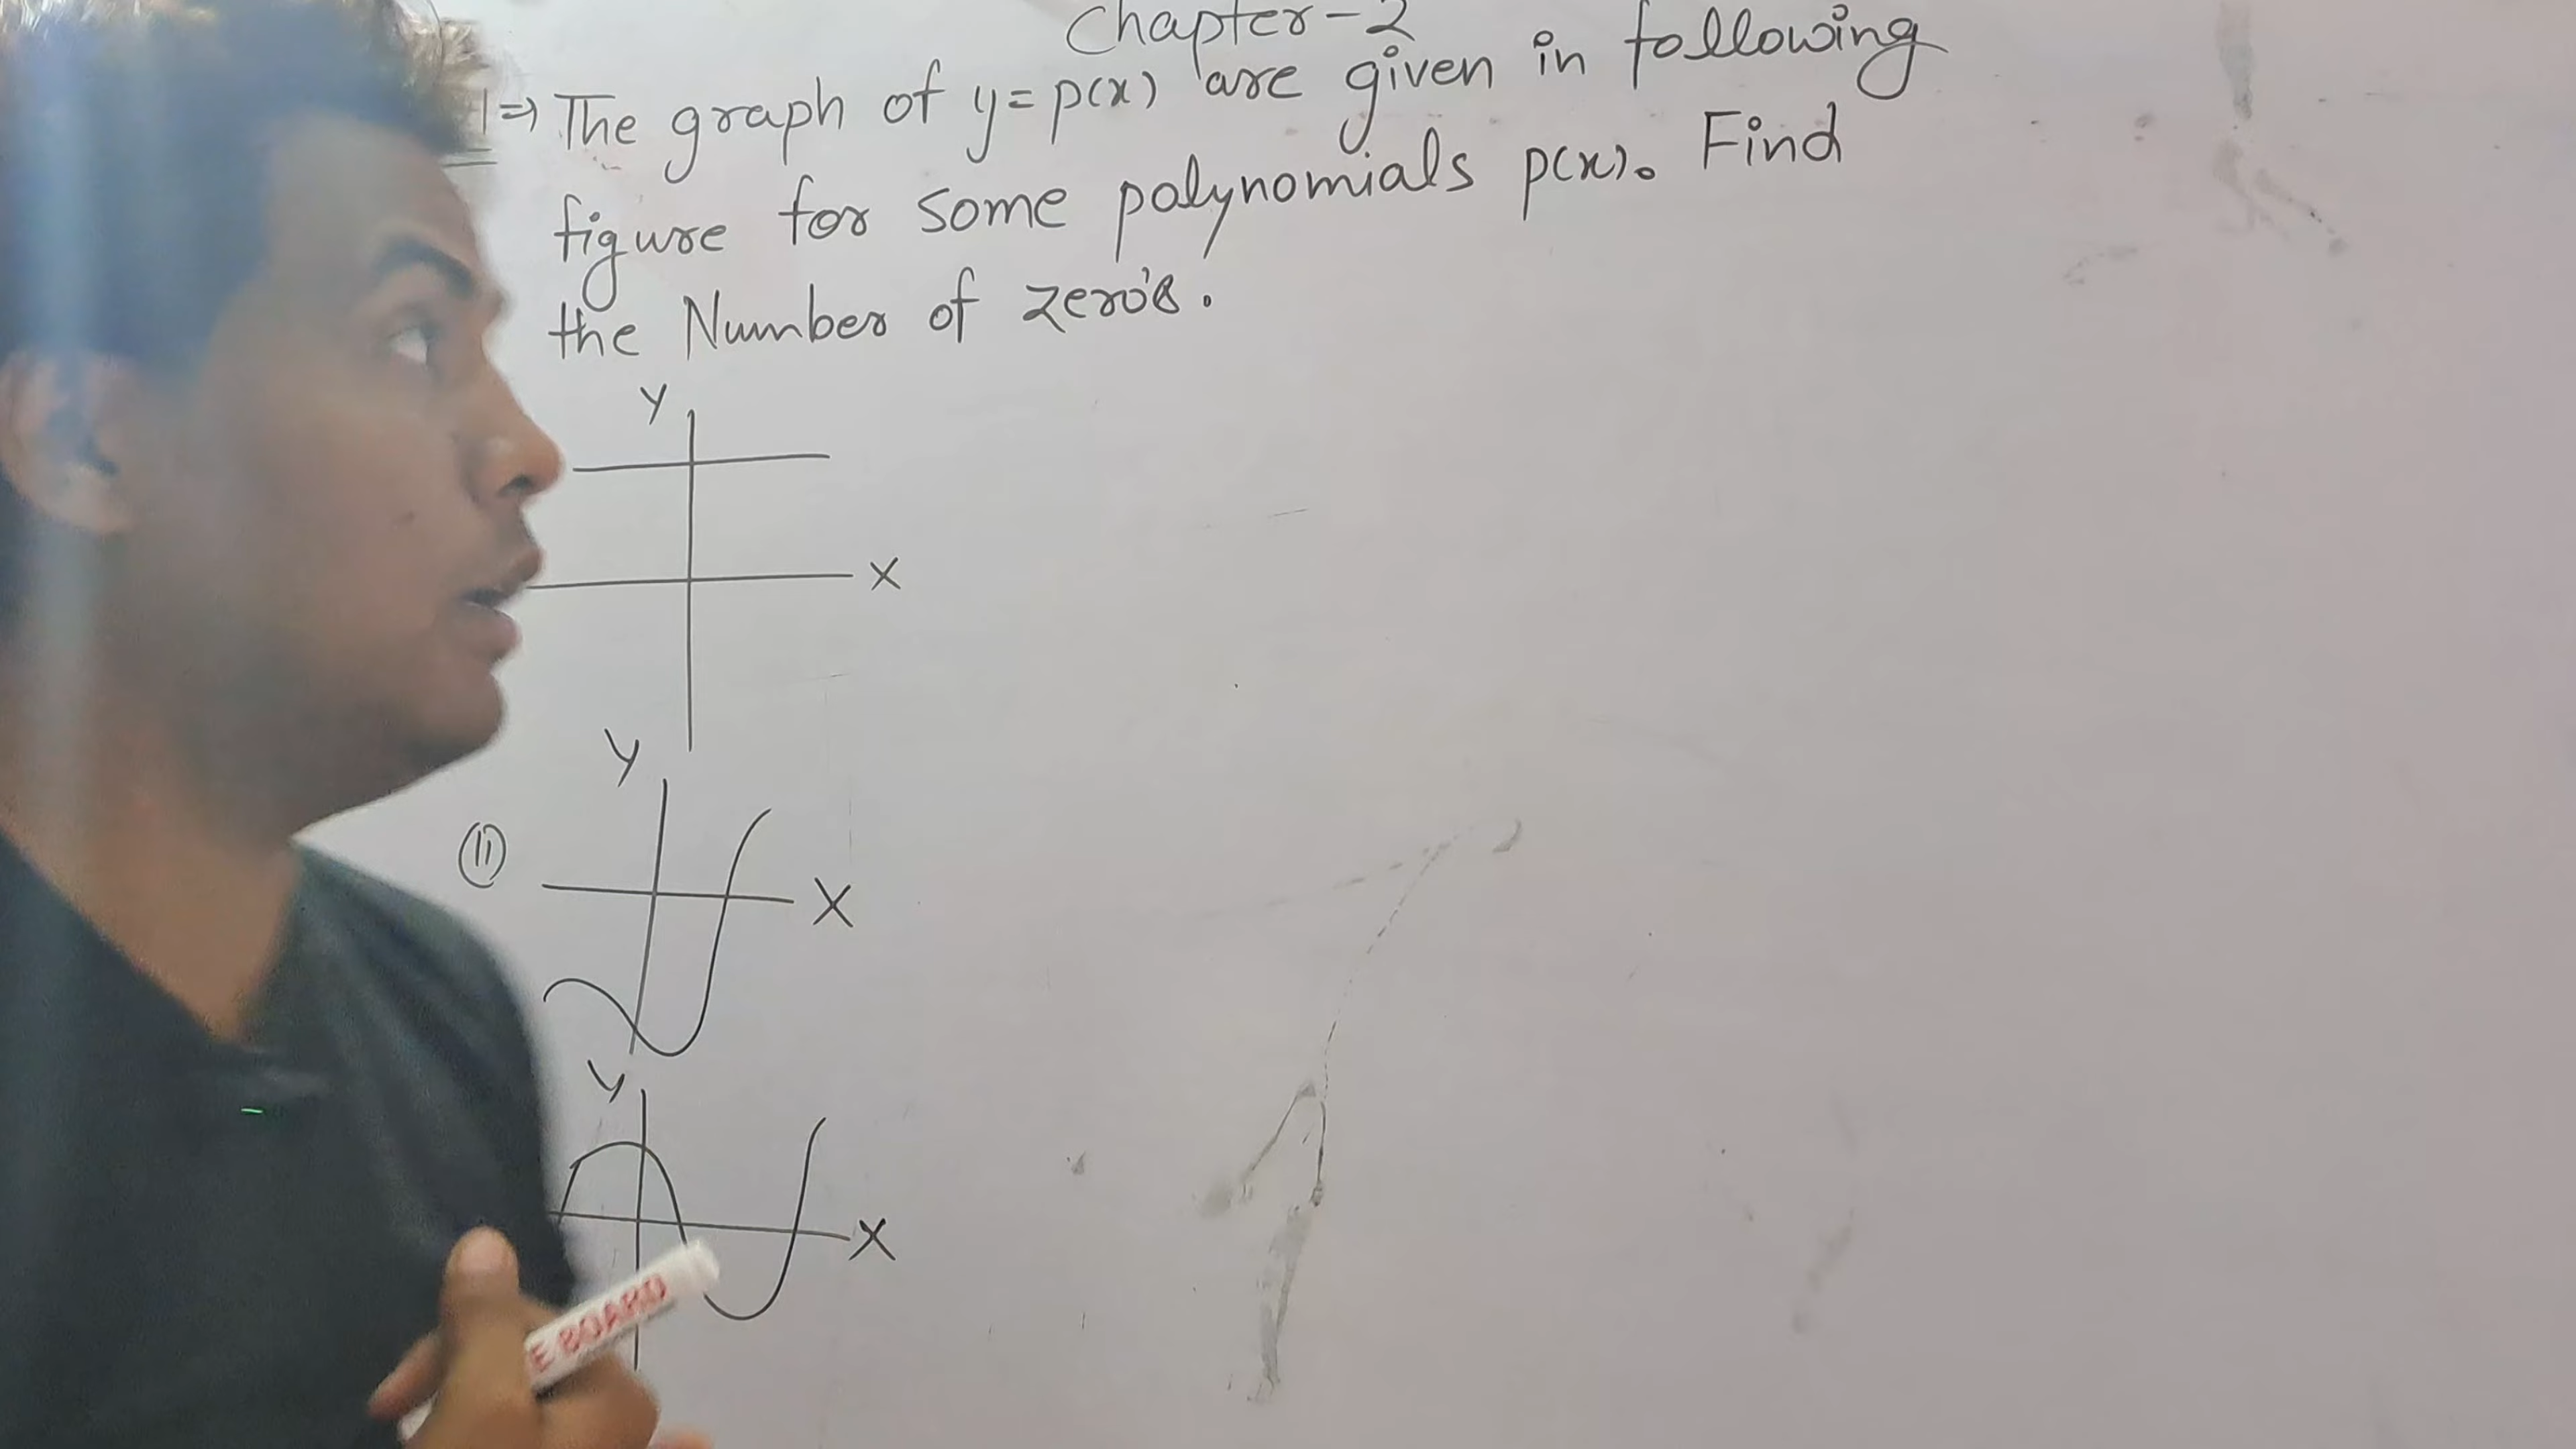 Chapter-2
1⇒ The graph of y=p(x) are given in following
figure for some polynomials p(x). Find
the Number of zero's.
Y
X
Y
(ii)
X
Y
X
E BOARD